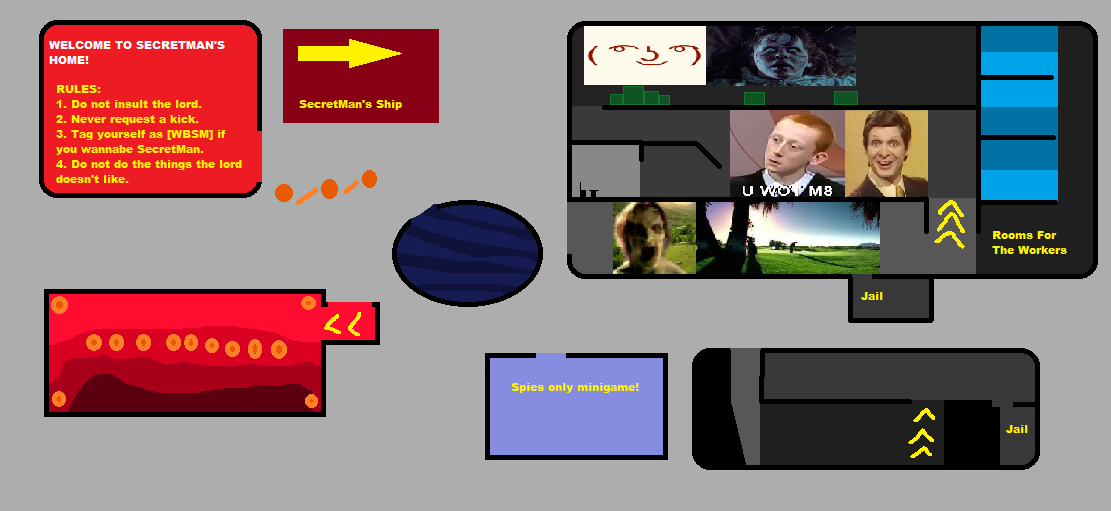 WELCOME TO SECRETMAN'S
HOME!
RULES:
1. Do not insult the lord.
2. Never request a kick.
3. Tag yourself as [WBSM] if
you wannabe SecretMan.
4. Do not do the things the lord
doesn't like.
SecretMan's Ship
( ͡° ͜ʖ ͡°)
U WOT M8
Rooms For
The Workers
Jail
Spies only minigame!
Jail